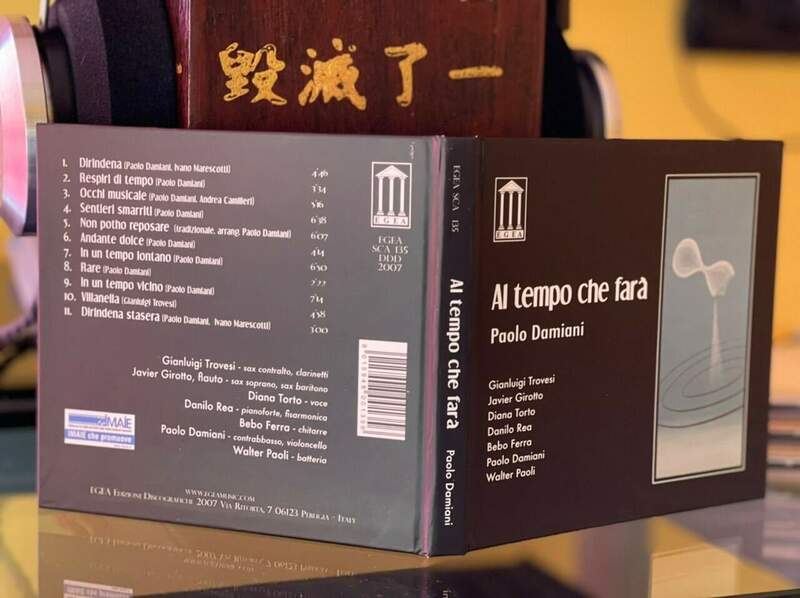 毀滅了一
1. Dirindena (Paolo Damiani, Ivano Marescotti) 4'46
2. Respiri di tempo (Paolo Damiani) 3'34
3. Occhi musicale (Paolo Damiani, Andrea Camilleri)
4. Sentieri smarriti (Paolo Damiani) 6'38
5. Non potho reposare (tradizionale, arrang. Paolo Damiani) 6'07
6. Andante dolce (Paolo Damiani) 4'14
7. In un tempo lontano (Paolo Damiani) 6'30
8. Rare (Paolo Damiani) 2'22
9. In un tempo vicino (Paolo Damiani) 7'14
10. Villanella (Gianluigi Trovesi) 4'38
11. Dirindena stasera (Paolo Damiani, Ivano Marescotti) 3'00
EGEA
EGEA
SCA 135
DDD
2007
Gianluigi Trovesi - sax contralto, clarinetti
Javier Girotto, flauto - sax soprano, sax baritono
Diana Torto - voce
Danilo Rea - pianoforte, fisarmonica
Bebo Ferra - chitarre
Paolo Damiani - contrabbasso, violoncello
Walter Paoli - batteria
IMAIE
IMAIE che promuove
www.egeamusic.com
EGEA Edizioni Discografiche 2007 Via Ritorta, 7 06123 Perugia - Italy
EGEA SCA 135
Al tempo che farà
Paolo Damiani
EGEA
Al tempo che farà
Paolo Damiani
Gianluigi Trovesi
Javier Girotto
Diana Torto
Danilo Rea
Bebo Ferra
Paolo Damiani
Walter Paoli